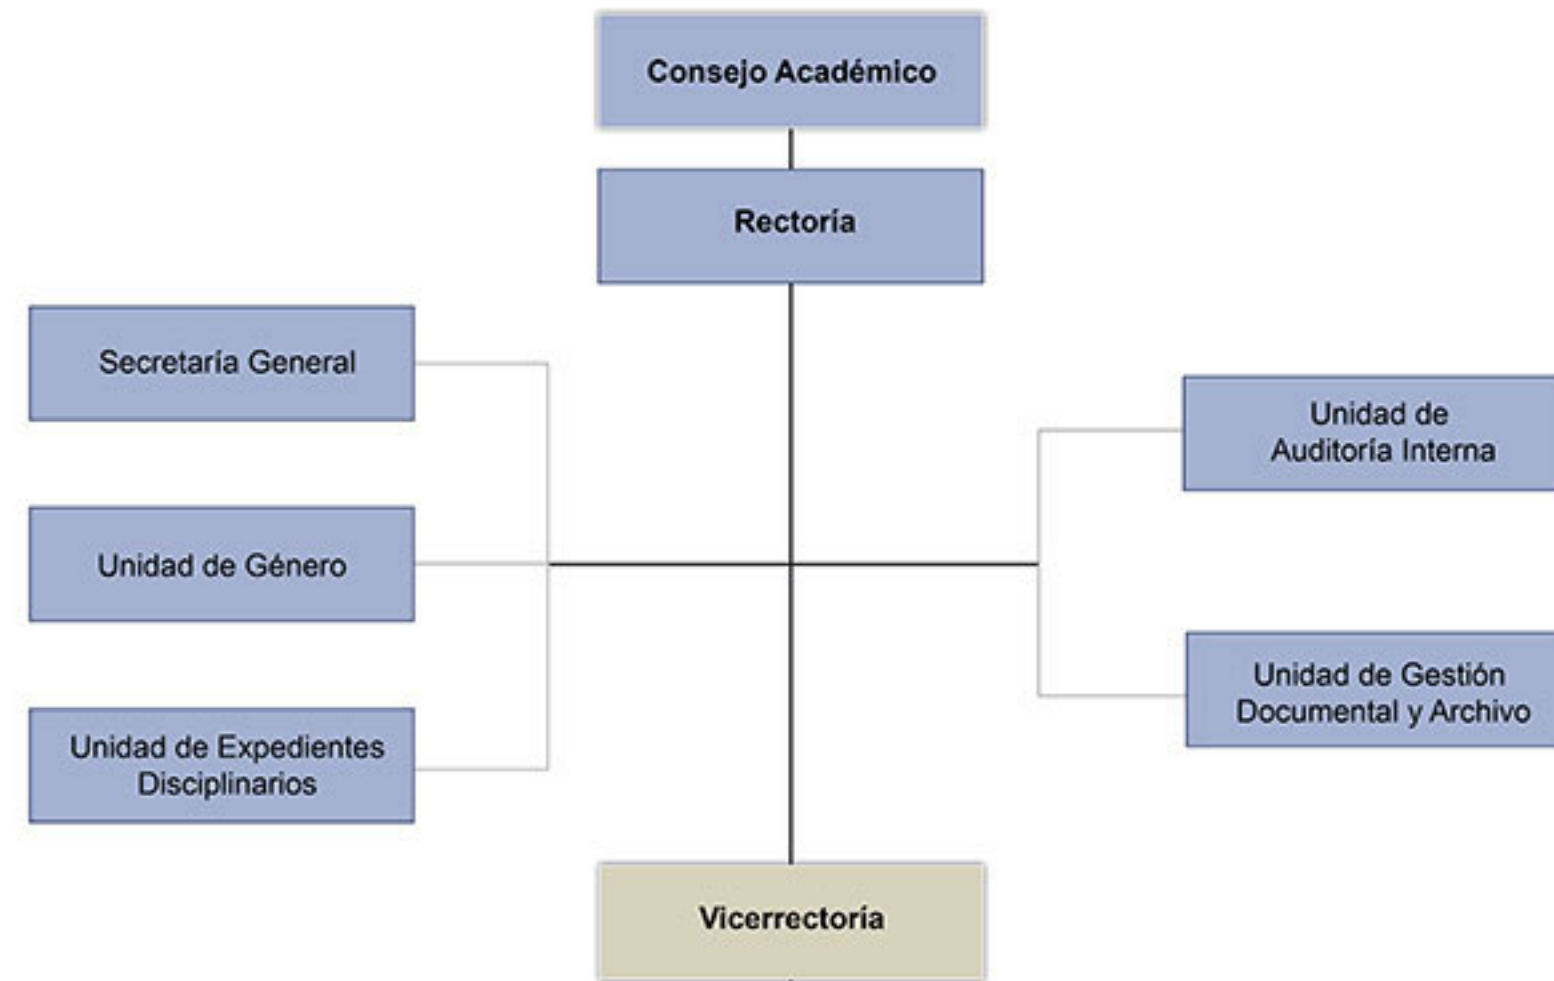 Consejo Académico
Rectoría
Secretaría General
Unidad de
Auditoría Interna
Unidad de Género
Unidad de Gestión
Documental y Archivo
Unidad de Expedientes
Disciplinarios
Vicerrectoría